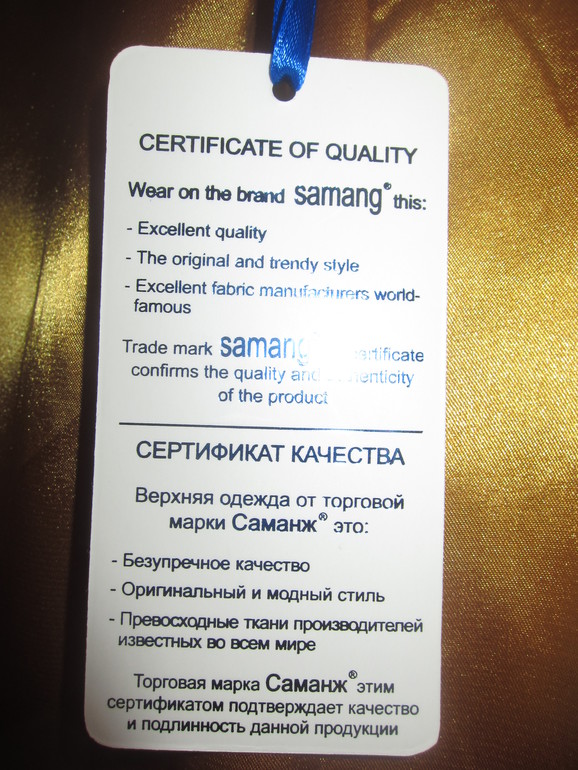 CERTIFICATE OF QUALITY
Wear on the brand samang® this:
- Excellent quality
- The original and trendy style
- Excellent fabric manufacturers world-
famous
Trade mark samang certificate
confirms the quality and authenticity
of the product
СЕРТИФИКАТ КАЧЕСТВА
Верхняя одежда от торговой
марки Саманж® это:
- Безупречное качество
- Оригинальный и модный стиль
- Превосходные ткани производителей
известных во всем мире
Торговая марка Саманж® этим
сертификатом подтверждает качество
и подлинность данной продукции